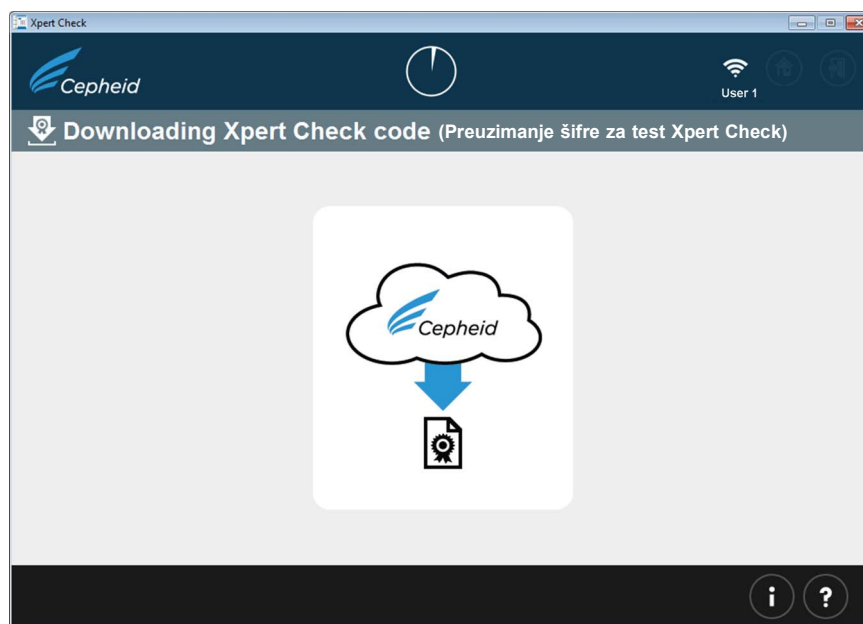 Xpert Check
Cepheid
User 1
Downloading Xpert Check code (Preuzimanje šifre za test Xpert Check)
Cepheid
i ?